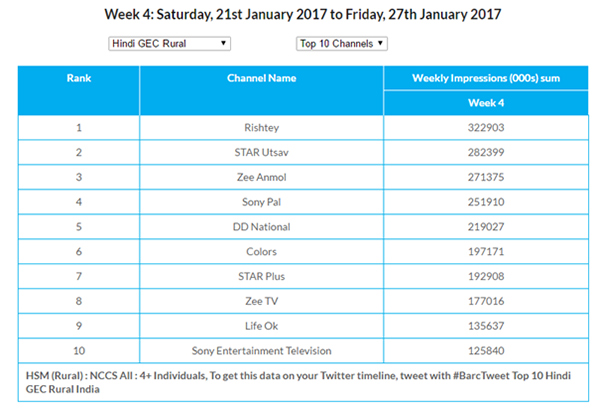 Week 4: Saturday, 21st January 2017 to Friday, 27th January 2017
Hindi GEC Rural Top 10 Channels
Rank Channel Name Weekly Impressions (000s) sum
Week 4
1 Rishtey 322903
2 STAR Utsav 282399
3 Zee Anmol 271375
4 Sony Pal 251910
5 DD National 219027
6 Colors 197171
7 STAR Plus 192908
8 Zee TV 177016
9 Life Ok 135637
10 Sony Entertainment Television 125840
HSM (Rural) : NCCS All : 4+ Individuals, To get this data on your Twitter timeline, tweet with #BarcTweet Top 10 Hindi
GEC Rural India